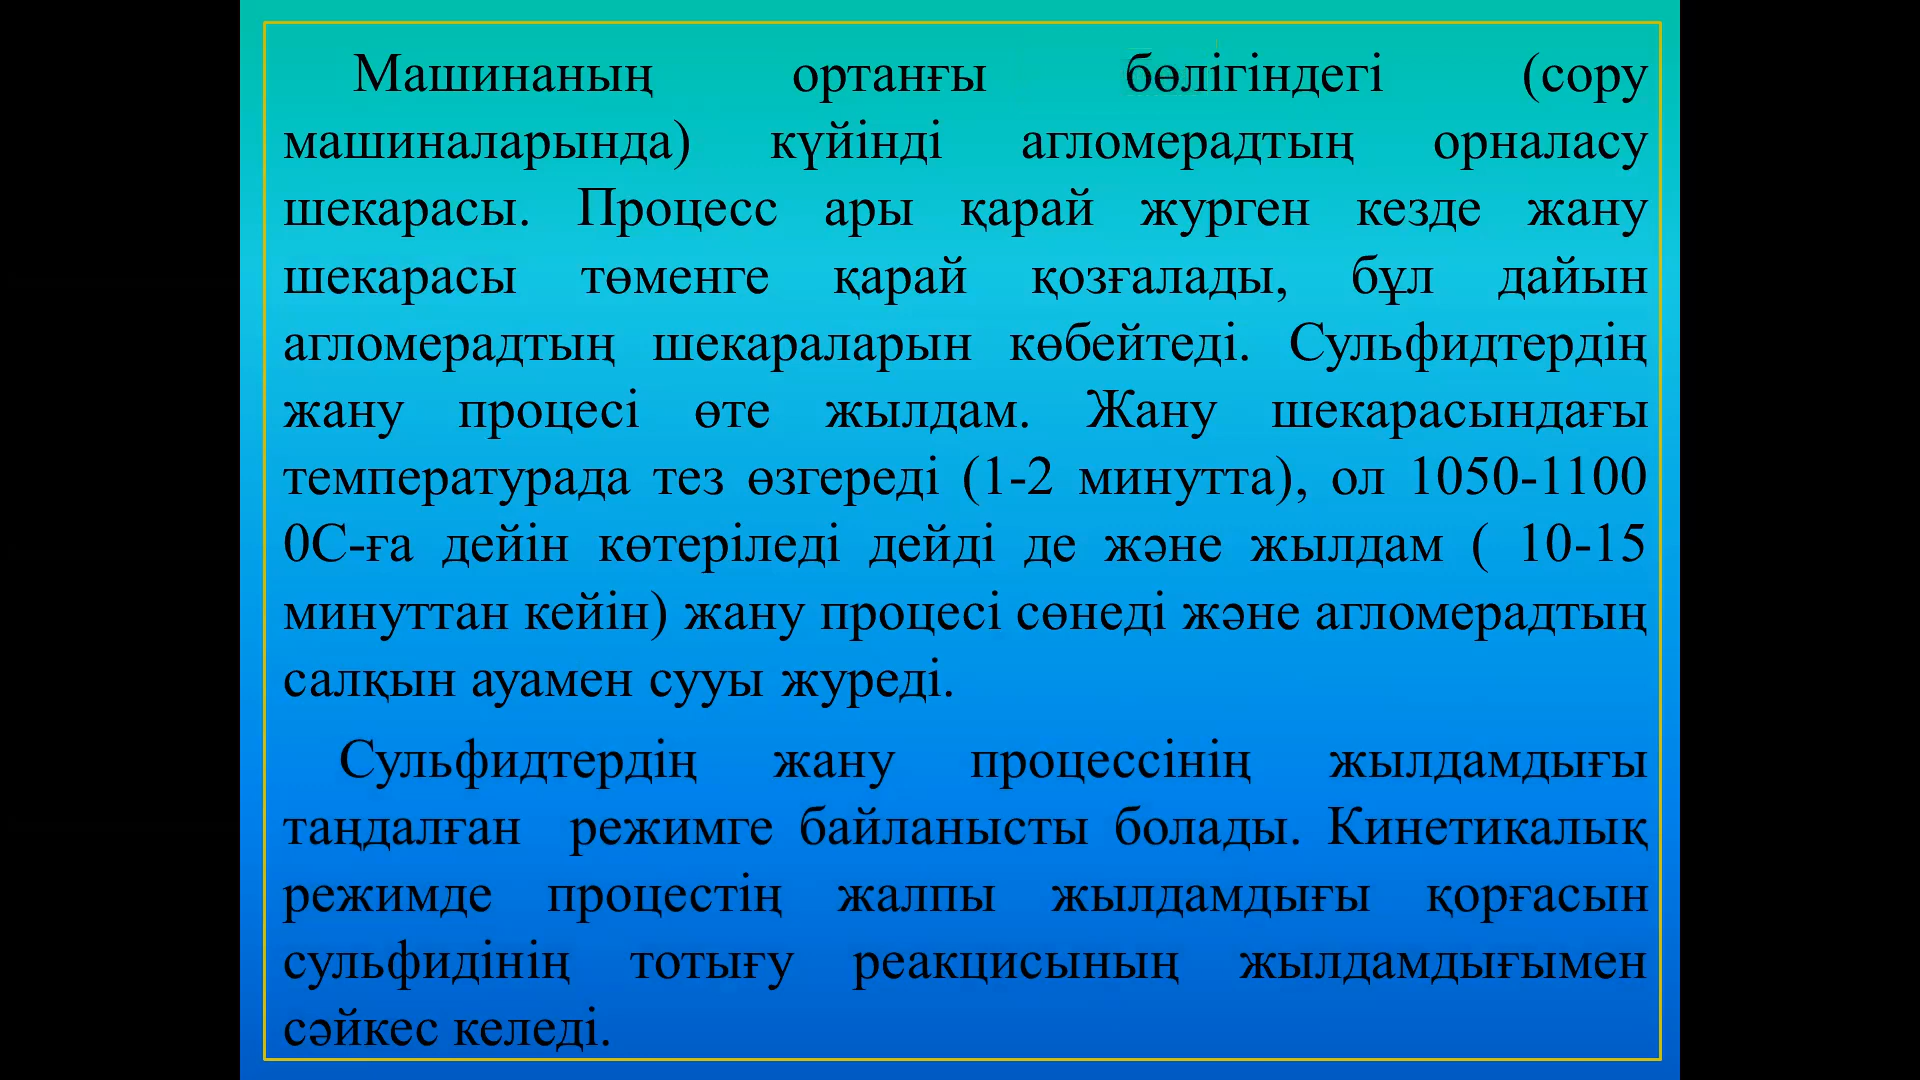 Машинаның ортанғы бөлігіндегі (сору
машиналарында) күйінді агломерадтың орналасу
шекарасы. Процесс ары қарай журген кезде жану
шекарасы төменге қарай қозғалады, бұл дайын
агломерадтың шекараларын көбейтеді. Сульфидтердің
жану процесі өте жылдам. Жану шекарасындағы
температурада тез өзгереді (1-2 минутта), ол 1050-1100
0С-ға дейін көтеріледі дейді де және жылдам ( 10-15
минуттан кейін) жану процесі сөнеді және агломерадтың
салқын ауамен сууы журеді.
Сульфидтердің жану процессінің жылдамдығы
таңдалған режимге байланысты болады. Кинетикалық
режимде процестің жалпы жылдамдығы қорғасын
сульфидінің тотығу реакцисының жылдамдығымен
сәйкес келеді.